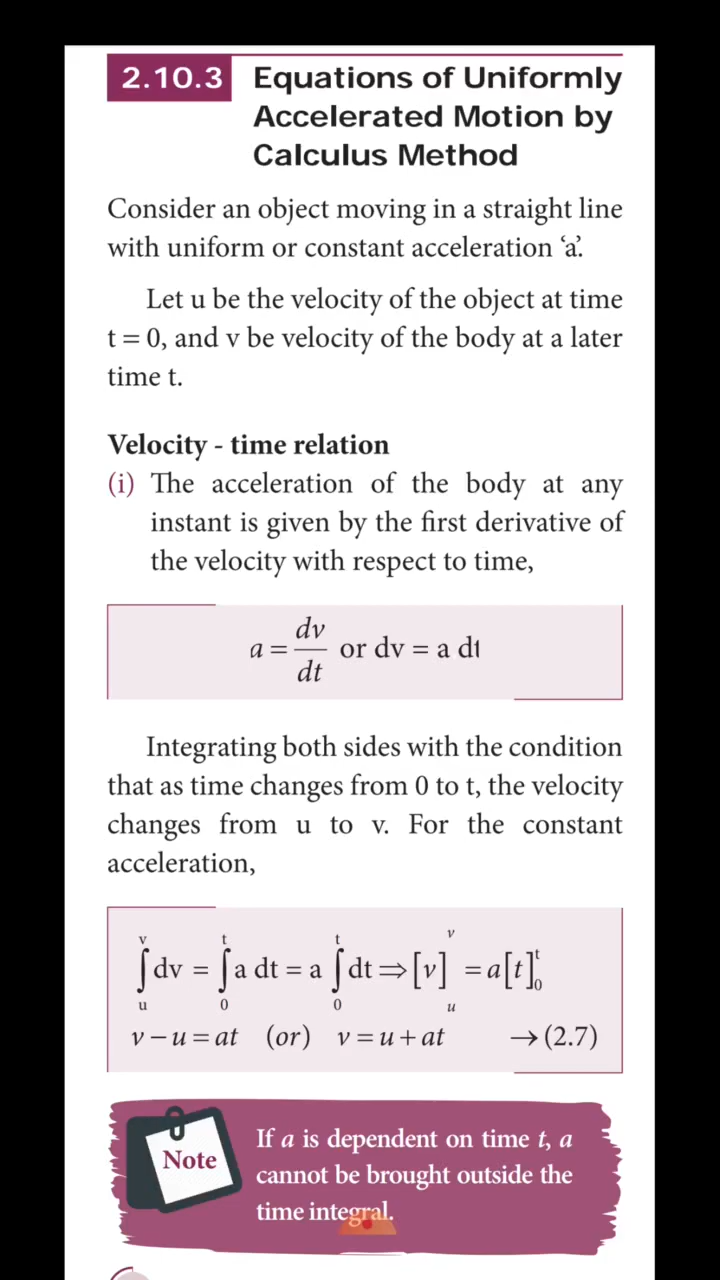 2.10.3 Equations of Uniformly
Accelerated Motion by
Calculus Method
Consider an object moving in a straight line
with uniform or constant acceleration ‘a’.
Let u be the velocity of the object at time
t = 0, and v be velocity of the body at a later
time t.
Velocity - time relation
(i) The acceleration of the body at any
instant is given by the first derivative of
the velocity with respect to time,
a = dv/dt or dv = a dt
Integrating both sides with the condition
that as time changes from 0 to t, the velocity
changes from u to v. For the constant
acceleration,
∫_u^v dv = ∫_0^t a dt = a ∫_0^t dt ⇒ [v]_u^v = a[t]_0^t
v − u = at (or) v = u + at → (2.7)
Note
If a is dependent on time t, a
cannot be brought outside the
time integral.